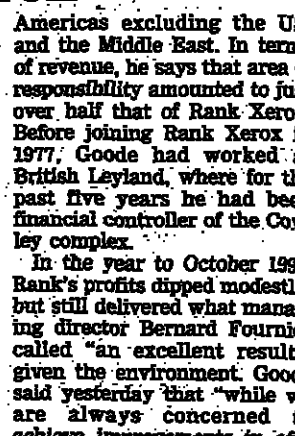 Americas excluding the U
and the Middle East. In term
of revenue, he says that area
responsibility amounted to ju
over half that of Rank Xero
Before joining Rank Xerox
1977, Goode had worked
British Leyland, where for th
past five years he had bee
financial controller of the Cow
ley complex.
In the year to October 199
Rank's profits dipped modestl
but still delivered what mana
ing director Bernard Fourni
called "an excellent result
given the environment. Good
said yesterday that "while w
are always concerned